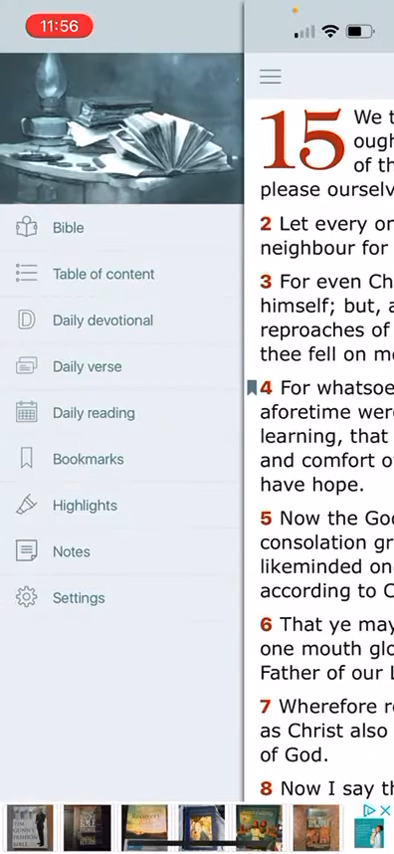 11:56
Bible
Table of content
Daily devotional
Daily verse
Daily reading
Bookmarks
Highlights
Notes
Settings
15 We t
ough
of th
please ourselv
2 Let every on
neighbour for
3 For even Ch
himself; but, a
reproaches of
thee fell on me
4 For whatsoe
aforetime were
learning, that
and comfort o
have hope.
5 Now the God
consolation gr
likeminded one
according to C
6 That ye may
one mouth glo
Father of our L
7 Wherefore re
as Christ also
of God.
8 Now I say th